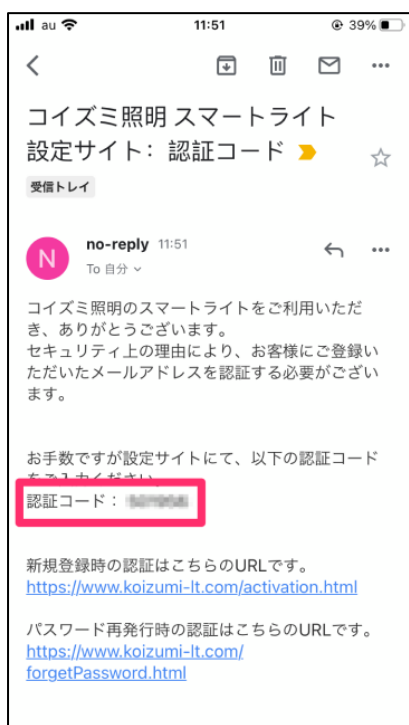 au 11:51 39%
コイズミ照明 スマートライト
設定サイト: 認証コード
受信トレイ
N
no-reply 11:51
To 自分
コイズミ照明のスマートライトをご利用いただ
き、ありがとうございます。
セキュリティ上の理由により、お客様にご登録い
ただいたメールアドレスを認証する必要がござい
ます。
お手数ですが設定サイトにて、以下の認証コード
をご入力ください。
認証コード：
新規登録時の認証はこちらのURLです。
https://www.koizumi-lt.com/activation.html
パスワード再発行時の認証はこちらのURLです。
https://www.koizumi-lt.com/
forgetPassword.html